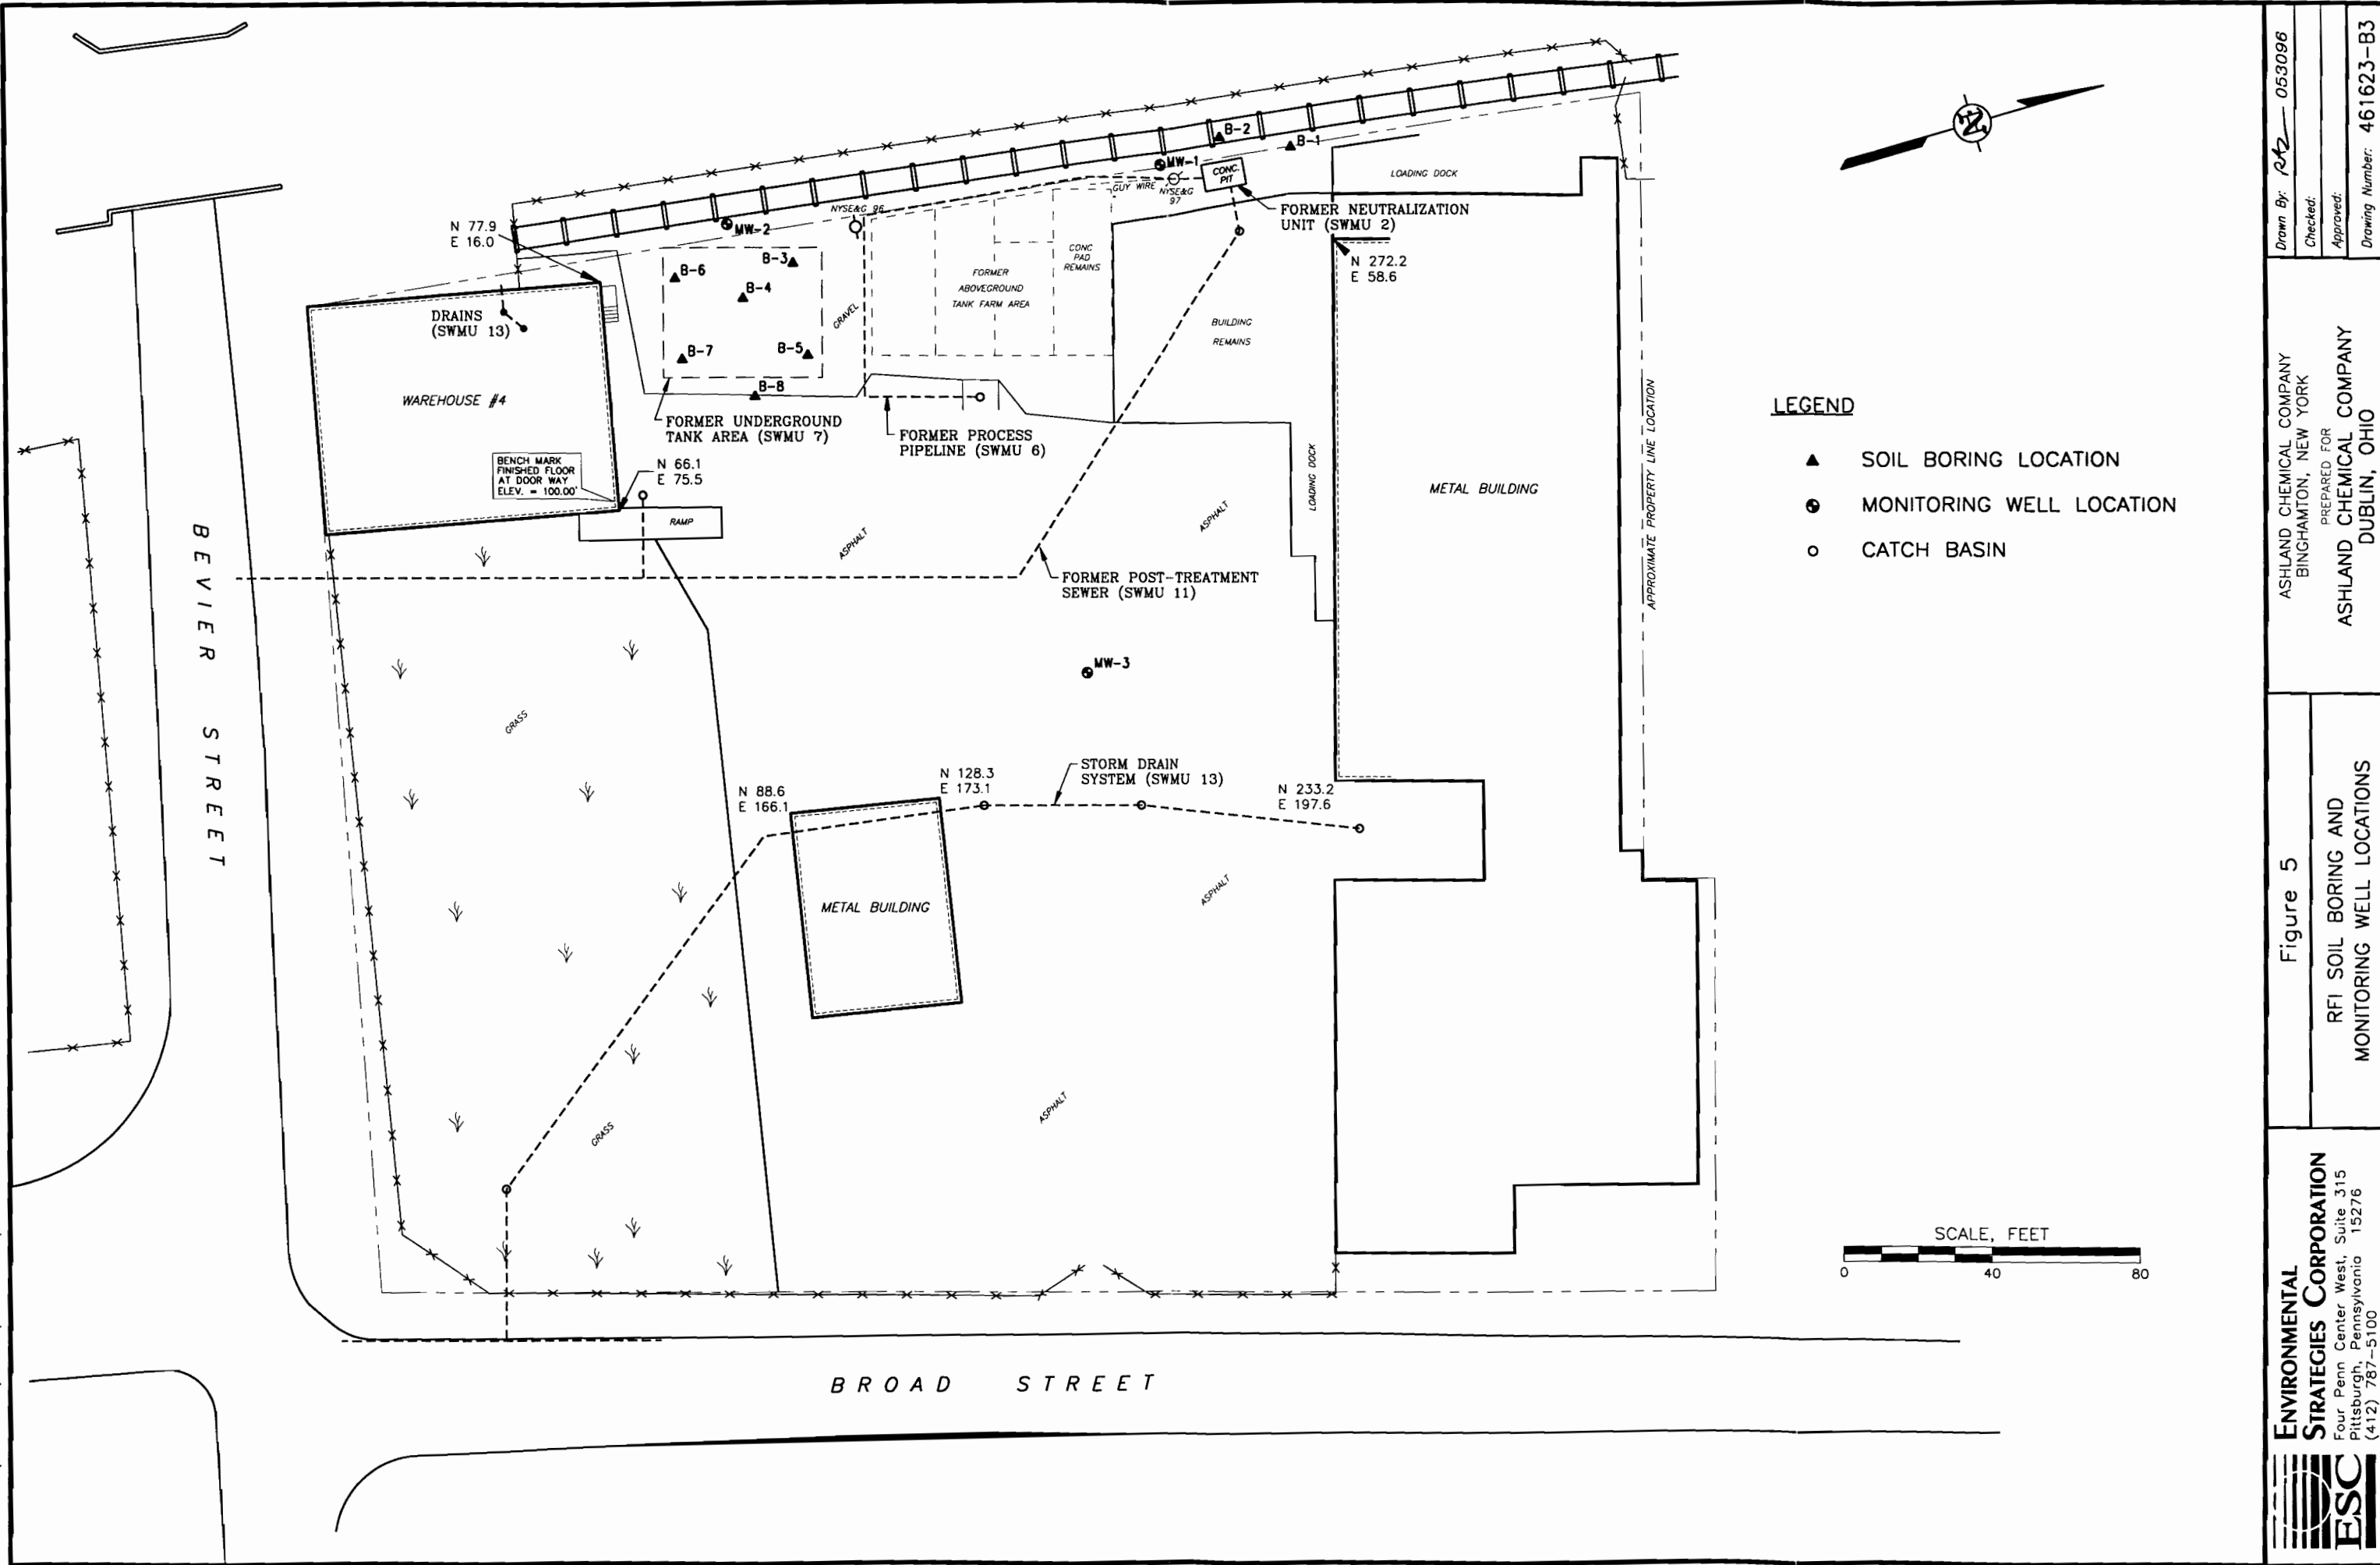 N 77.9
E 16.0
MW-2
NYSE&G 96
GUY WIRE
NYSE&G
97
MW-1
B-2
B-1
CONC.
PIT
LOADING DOCK
FORMER NEUTRALIZATION
UNIT (SWMU 2)
N 272.2
E 58.6
B-6
B-3
B-4
B-7
B-5
B-8
GRAVEL
FORMER
ABOVEGROUND
TANK FARM AREA
CONC
PAD
REMAINS
BUILDING
REMAINS
DRAINS
(SWMU 13)
WAREHOUSE #4
BENCH MARK
FINISHED FLOOR
AT DOOR WAY
ELEV. = 100.00'
FORMER UNDERGROUND
TANK AREA (SWMU 7)
FORMER PROCESS
PIPELINE (SWMU 6)
N 66.1
E 75.5
RAMP
ASPHALT
ASPHALT
LOADING DOCK
METAL BUILDING
APPROXIMATE PROPERTY LINE LOCATION
FORMER POST-TREATMENT
SEWER (SWMU 11)
BEVIER STREET
MW-3
GRASS
N 88.6
E 166.1
N 128.3
E 173.1
STORM DRAIN
SYSTEM (SWMU 13)
N 233.2
E 197.6
METAL BUILDING
ASPHALT
ASPHALT
GRASS
BROAD STREET
N
LEGEND
SOIL BORING LOCATION
MONITORING WELL LOCATION
CATCH BASIN
SCALE, FEET
0 40 80
Drawn By: 053096
Checked:
Approved:
Drawing Number: 461623-B3
ASHLAND CHEMICAL COMPANY
BINGHAMTON, NEW YORK
PREPARED FOR
ASHLAND CHEMICAL COMPANY
DUBLIN, OHIO
Figure 5
RFI SOIL BORING AND
MONITORING WELL LOCATIONS
ENVIRONMENTAL
STRATEGIES CORPORATION
Four Penn Center West, Suite 315
Pittsburgh, Pennsylvania 15276
(412) 787-5100
ESC